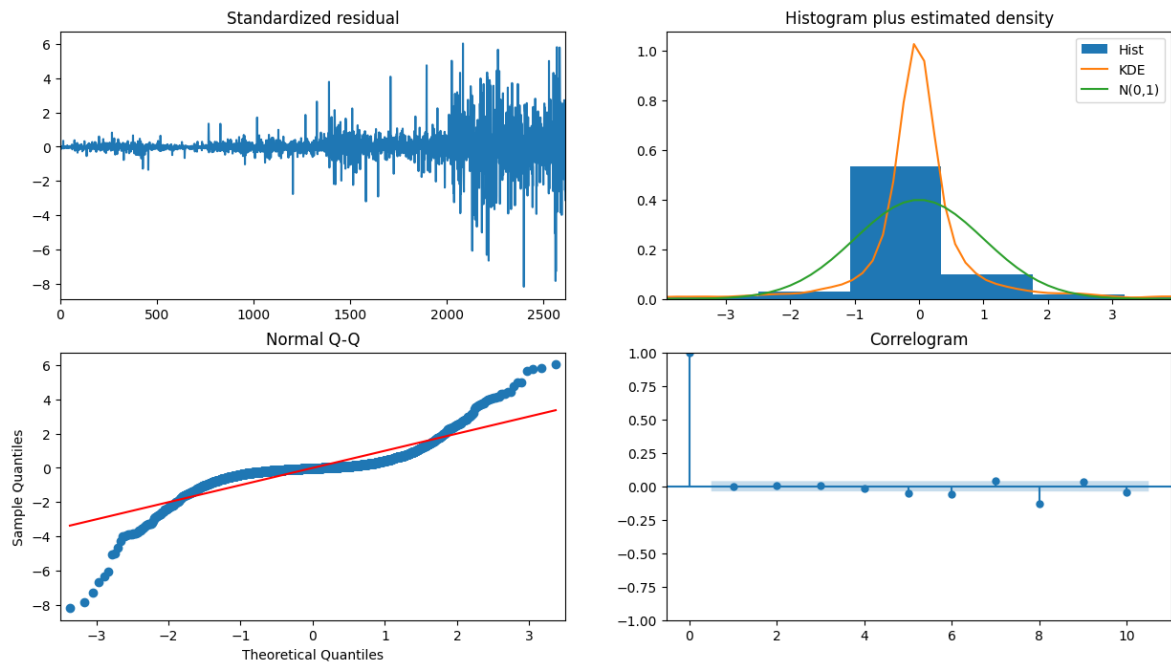 Standardized residual
6
4
2
0
−2
−4
−6
−8
0 500 1000 1500 2000 2500
Histogram plus estimated density
Hist
KDE
N(0,1)
1.0
0.8
0.6
0.4
0.2
0.0
−3 −2 −1 0 1 2 3
Normal Q-Q
Sample Quantiles
6
4
2
0
−2
−4
−6
−8
−3 −2 −1 0 1 2 3
Theoretical Quantiles
Correlogram
1.00
0.75
0.50
0.25
0.00
−0.25
−0.50
−0.75
−1.00
0 2 4 6 8 10